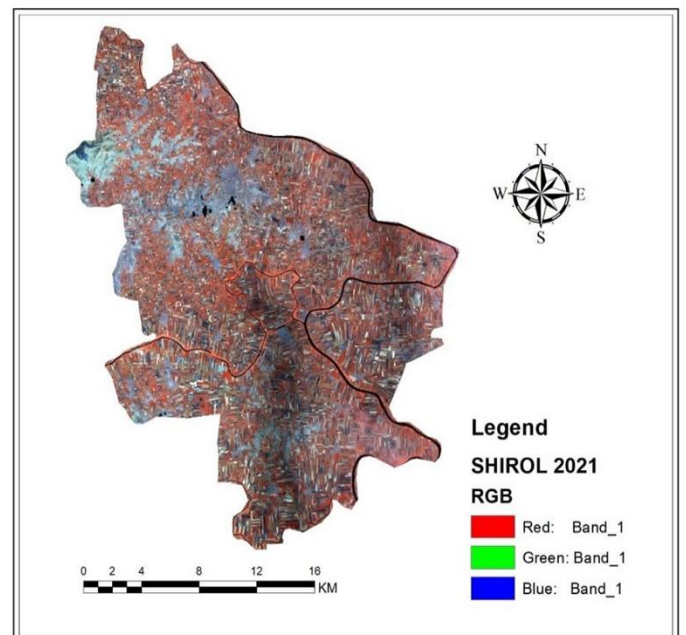 N
W E
S
Legend
SHIROL 2021
RGB
Red: Band_1
Green: Band_1
Blue: Band_1
0 2 4 8 12 16
KM